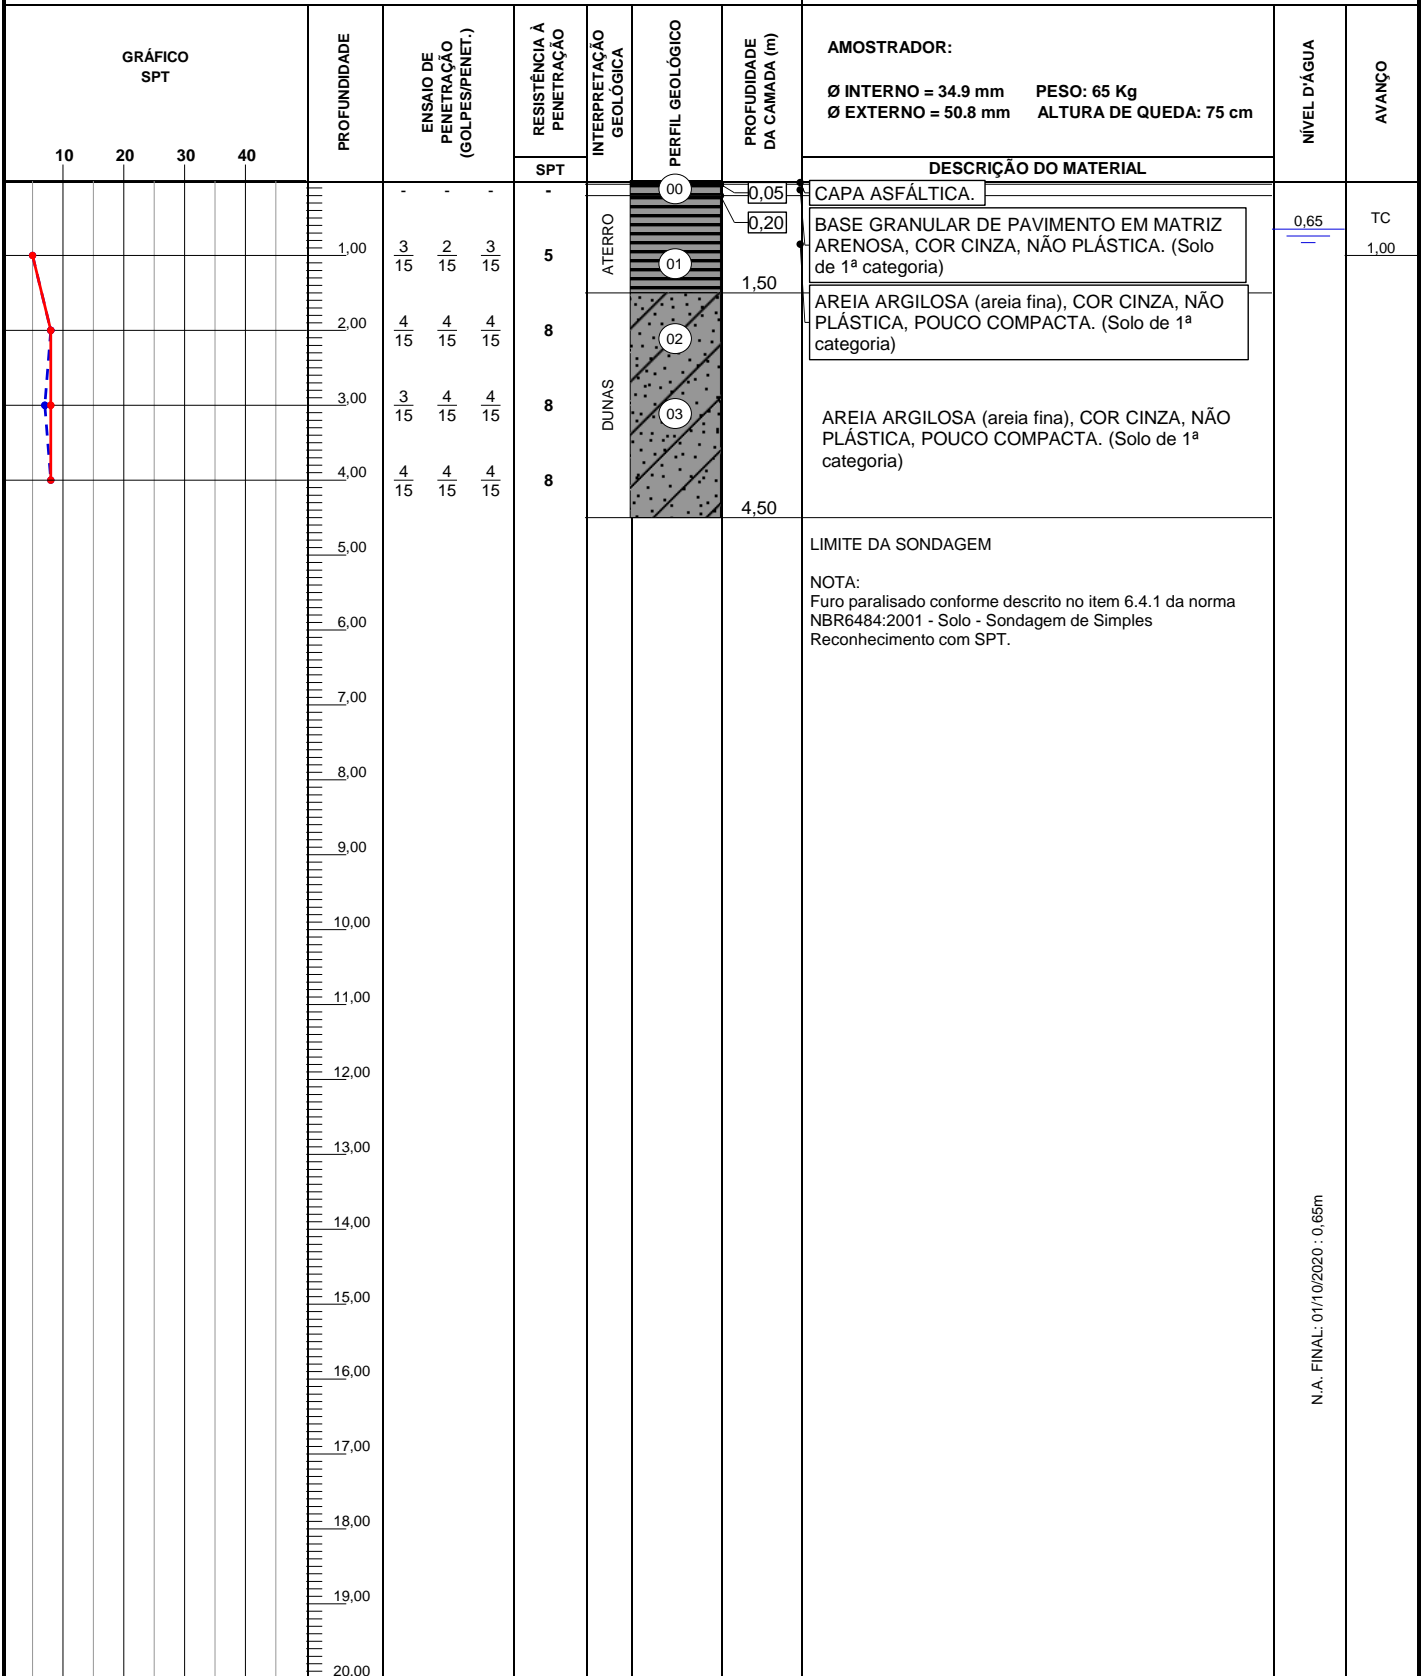 GRÁFICO
SPT
10 20 30 40
PROFUNDIDADE
ENSAIO DE
PENETRAÇÃO
(GOLPES/PENET.)
RESISTÊNCIA À
PENETRAÇÃO
SPT
INTERPRETAÇÃO
GEOLÓGICA
PERFIL GEOLÓGICO
PROFUDIDADE
DA CAMADA (m)
AMOSTRADOR:
Ø INTERNO = 34.9 mm PESO: 65 Kg
Ø EXTERNO = 50.8 mm ALTURA DE QUEDA: 75 cm
DESCRIÇÃO DO MATERIAL
NÍVEL D'ÁGUA
AVANÇO
- - - -
00
0,05
CAPA ASFÁLTICA.
0,20
BASE GRANULAR DE PAVIMENTO EM MATRIZ
ARENOSA, COR CINZA, NÃO PLÁSTICA. (Solo
de 1ª categoria)
0,65
TC
1,00
1,00
3 2 3
15 15 15
5
ATERRO
01
1,50
AREIA ARGILOSA (areia fina), COR CINZA, NÃO
PLÁSTICA, POUCO COMPACTA. (Solo de 1ª
categoria)
2,00
4 4 4
15 15 15
8
02
3,00
3 4 4
15 15 15
8
DUNAS
03
AREIA ARGILOSA (areia fina), COR CINZA, NÃO
PLÁSTICA, POUCO COMPACTA. (Solo de 1ª
categoria)
4,00
4 4 4
15 15 15
8
4,50
5,00
LIMITE DA SONDAGEM
NOTA:
Furo paralisado conforme descrito no item 6.4.1 da norma
NBR6484:2001 - Solo - Sondagem de Simples
Reconhecimento com SPT.
6,00
7,00
8,00
9,00
10,00
11,00
12,00
13,00
14,00
15,00
16,00
17,00
18,00
19,00
20,00
N.A. FINAL: 01/10/2020 : 0,65m